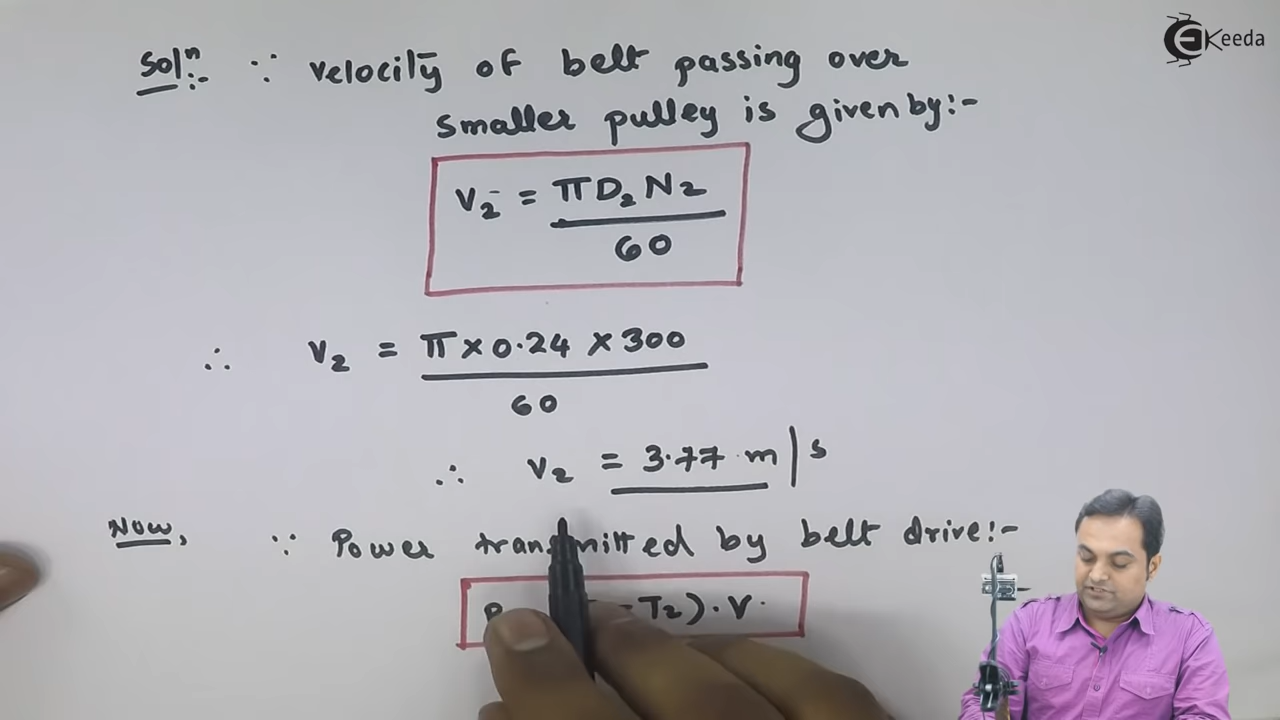 Keeda
Solⁿ:- ∵ velocity of belt passing over
smaller pulley is given by:-
V₂ = πD₂N₂
60
∴ V₂ = π×0.24×300
60
∴ V₂ = 3.77 m/s
Now, ∵ Power transmitted by belt drive:-
-T₂).V.